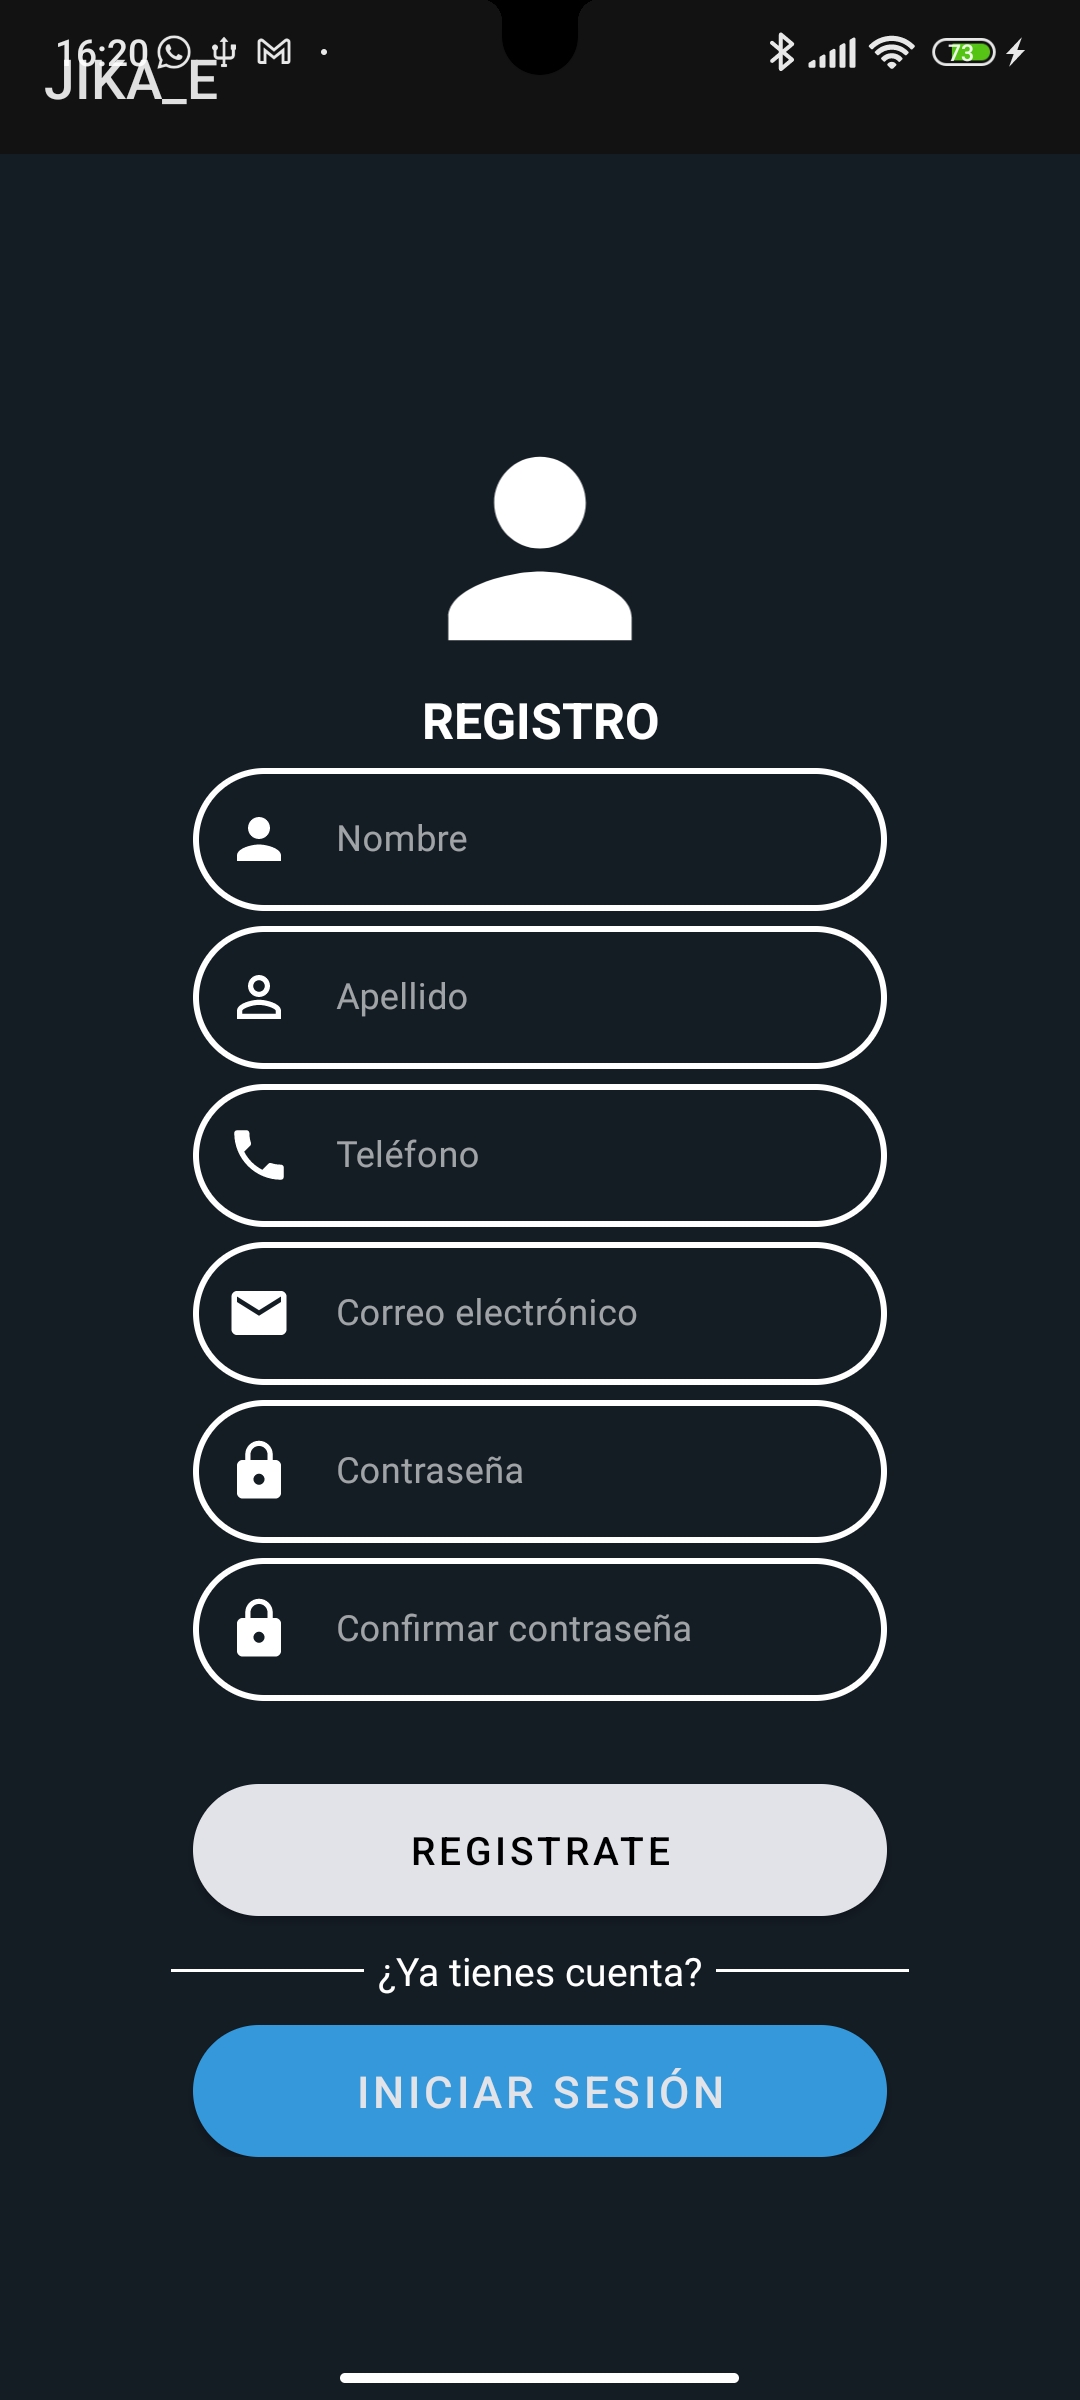 16:20
73
JIKA_E
REGISTRO
Nombre
Apellido
Teléfono
Correo electrónico
Contraseña
Confirmar contraseña
REGISTRATE
¿Ya tienes cuenta?
INICIAR SESIÓN